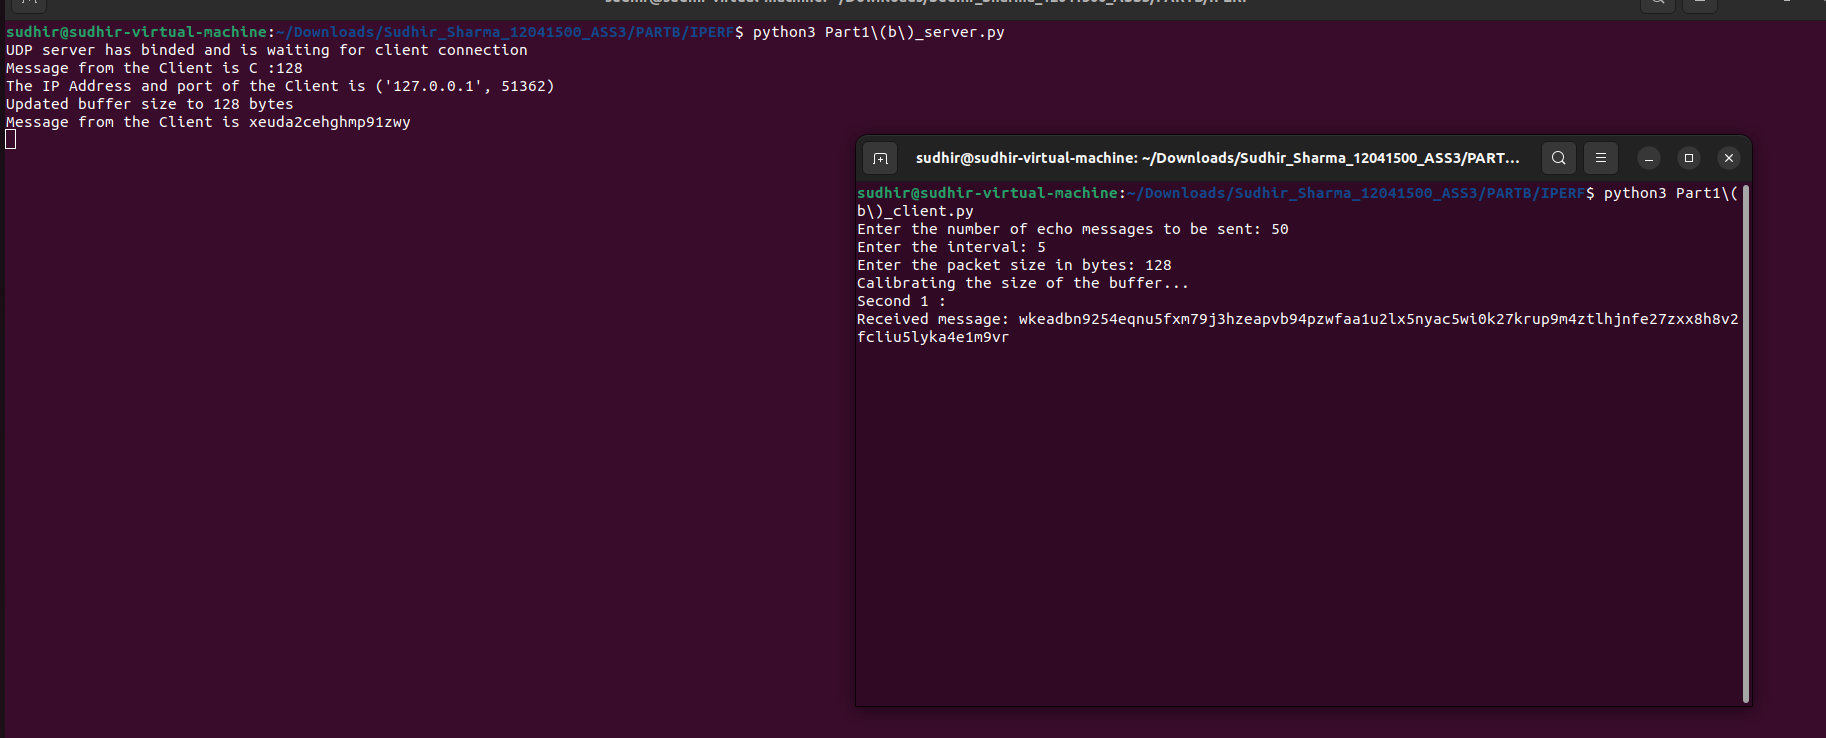 sudhir@sudhir-virtual-machine:~/Downloads/Sudhir_Sharma_12041500_ASS3/PARTB/IPERF$ python3 Part1\(b\)_server.py
UDP server has binded and is waiting for client connection
Message from the Client is C :128
The IP Address and port of the Client is ('127.0.0.1', 51362)
Updated buffer size to 128 bytes
Message from the Client is xeuda2cehghmp91zwy
sudhir@sudhir-virtual-machine: ~/Downloads/Sudhir_Sharma_12041500_ASS3/PART...
sudhir@sudhir-virtual-machine:~/Downloads/Sudhir_Sharma_12041500_ASS3/PARTB/IPERF$ python3 Part1\(
b\)_client.py
Enter the number of echo messages to be sent: 50
Enter the interval: 5
Enter the packet size in bytes: 128
Calibrating the size of the buffer...
Second 1 :
Received message: wkeadbn9254eqnu5fxm79j3hzeapvb94pzwfaa1u2lx5nyac5wi0k27krup9m4ztlhjnfe27zxx8h8v2
fcliu5lyka4e1m9vr